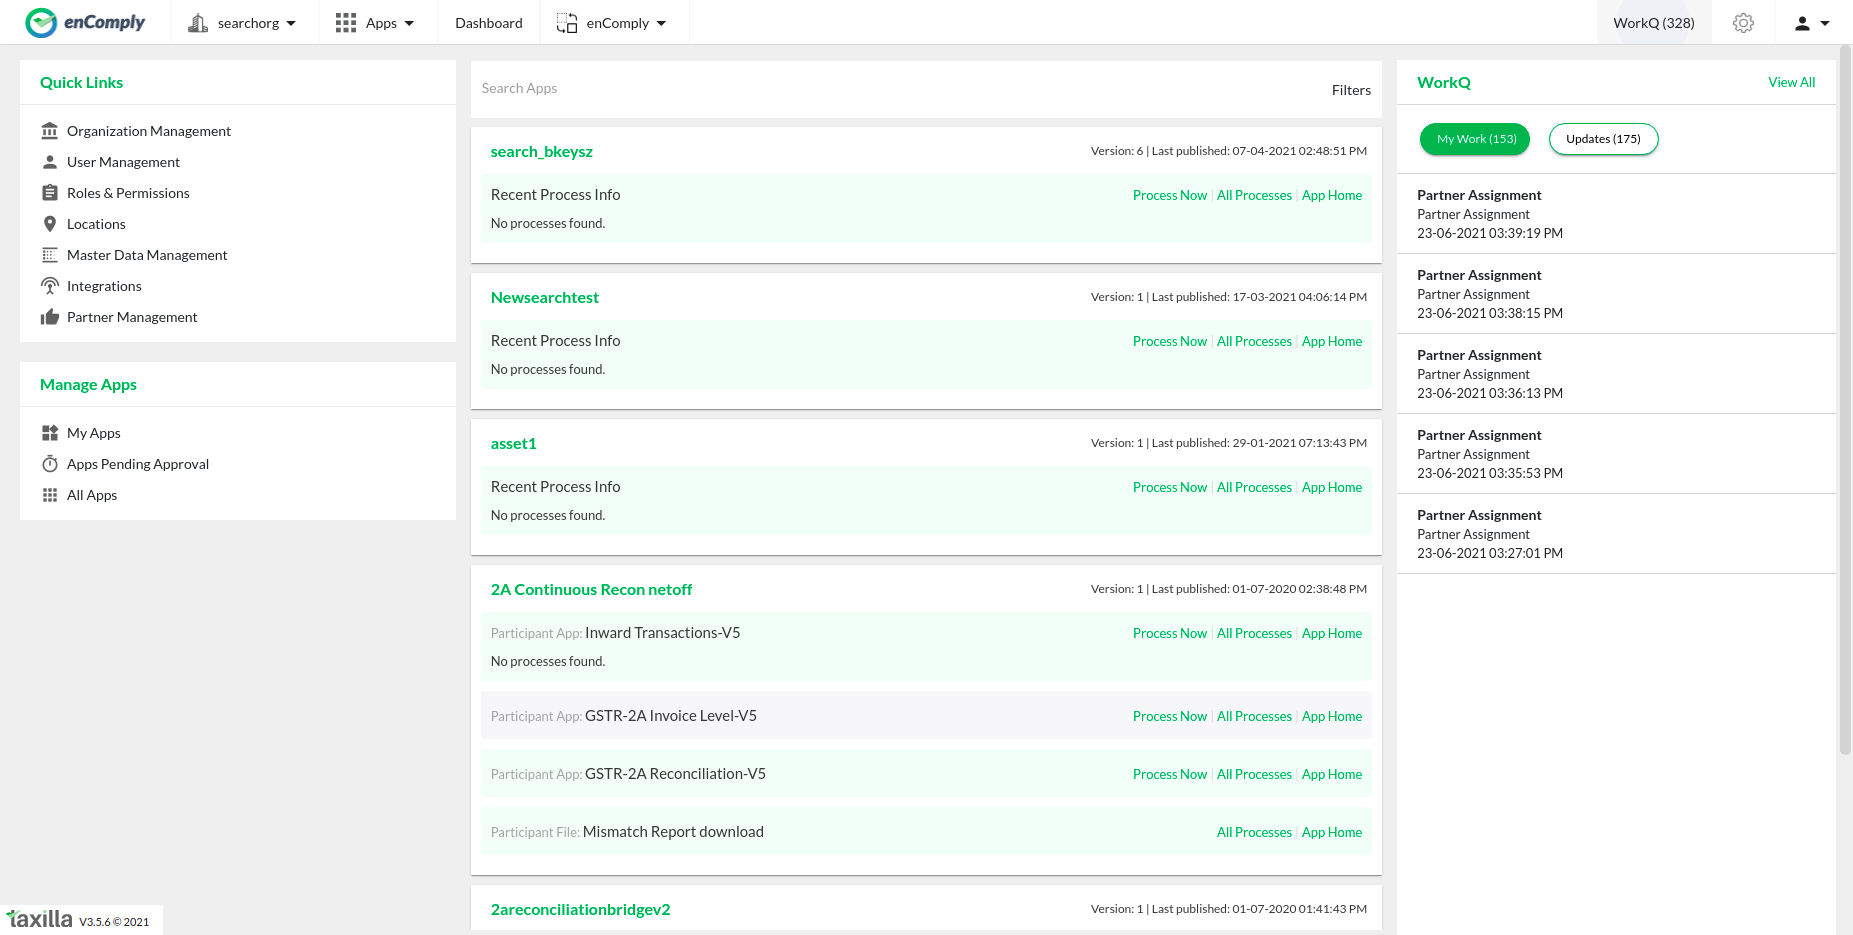 enComply
searchorg
Apps
Dashboard
enComply
WorkQ (328)
Quick Links
Organization Management
User Management
Roles & Permissions
Locations
Master Data Management
Integrations
Partner Management
Manage Apps
My Apps
Apps Pending Approval
All Apps
Search Apps
Filters
search_bkeysz
Version: 6 | Last published: 07-04-2021 02:48:51 PM
Recent Process Info
Process Now | All Processes | App Home
No processes found.
Newsearchtest
Version: 1 | Last published: 17-03-2021 04:06:14 PM
Recent Process Info
Process Now | All Processes | App Home
No processes found.
asset1
Version: 1 | Last published: 29-01-2021 07:13:43 PM
Recent Process Info
Process Now | All Processes | App Home
No processes found.
2A Continuous Recon netoff
Version: 1 | Last published: 01-07-2020 02:38:48 PM
Participant App: Inward Transactions-V5
Process Now | All Processes | App Home
No processes found.
Participant App: GSTR-2A Invoice Level-V5
Process Now | All Processes | App Home
Participant App: GSTR-2A Reconciliation-V5
Process Now | All Processes | App Home
Participant File: Mismatch Report download
All Processes | App Home
2areconciliationbridgev2
Version: 1 | Last published: 01-07-2020 01:41:43 PM
WorkQ
View All
My Work (153)
Updates (175)
Partner Assignment
Partner Assignment
23-06-2021 03:39:19 PM
Partner Assignment
Partner Assignment
23-06-2021 03:38:15 PM
Partner Assignment
Partner Assignment
23-06-2021 03:36:13 PM
Partner Assignment
Partner Assignment
23-06-2021 03:35:53 PM
Partner Assignment
Partner Assignment
23-06-2021 03:27:01 PM
taxilla V3.5.6 © 2021